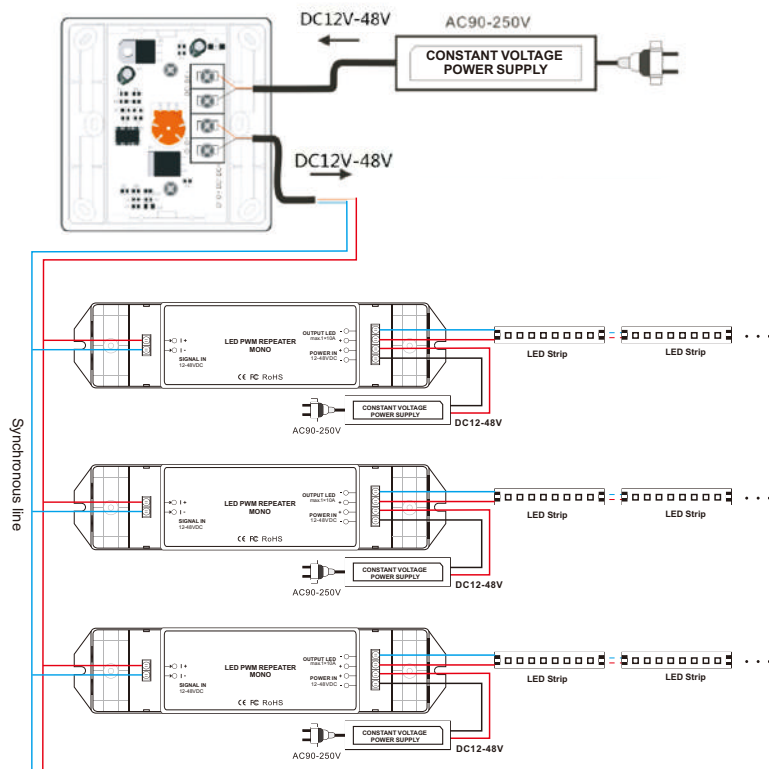 DC12V-48V
AC90-250V
CONSTANT VOLTAGE
POWER SUPPLY
DC12V-48V
Synchronous line
I +
I -
SIGNAL IN
12-48VDC
LED PWM REPEATER
MONO
CE FC RoHS
OUTPUT LED
max.1×10A
POWER IN
12-48VDC
-
+
+
-
LED Strip
LED Strip
. . .
CONSTANT VOLTAGE
POWER SUPPLY
AC90-250V
DC12-48V
I +
I -
SIGNAL IN
12-48VDC
LED PWM REPEATER
MONO
CE FC RoHS
OUTPUT LED
max.1×10A
POWER IN
12-48VDC
-
+
+
-
LED Strip
LED Strip
. . .
CONSTANT VOLTAGE
POWER SUPPLY
AC90-250V
DC12-48V
I +
I -
SIGNAL IN
12-48VDC
LED PWM REPEATER
MONO
CE FC RoHS
OUTPUT LED
max.1×10A
POWER IN
12-48VDC
-
+
+
-
LED Strip
LED Strip
. . .
CONSTANT VOLTAGE
POWER SUPPLY
AC90-250V
DC12-48V